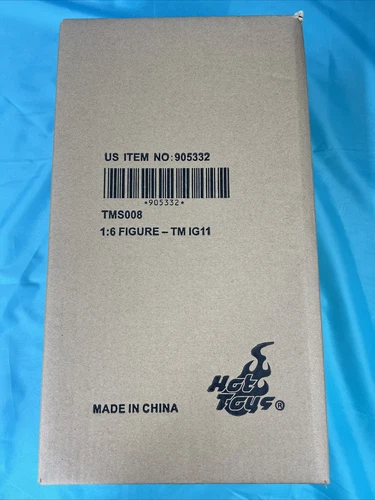 US ITEM NO:905332
*905332*
TMS008
1:6 FIGURE – TM IG11
Hot
Toys®
MADE IN CHINA